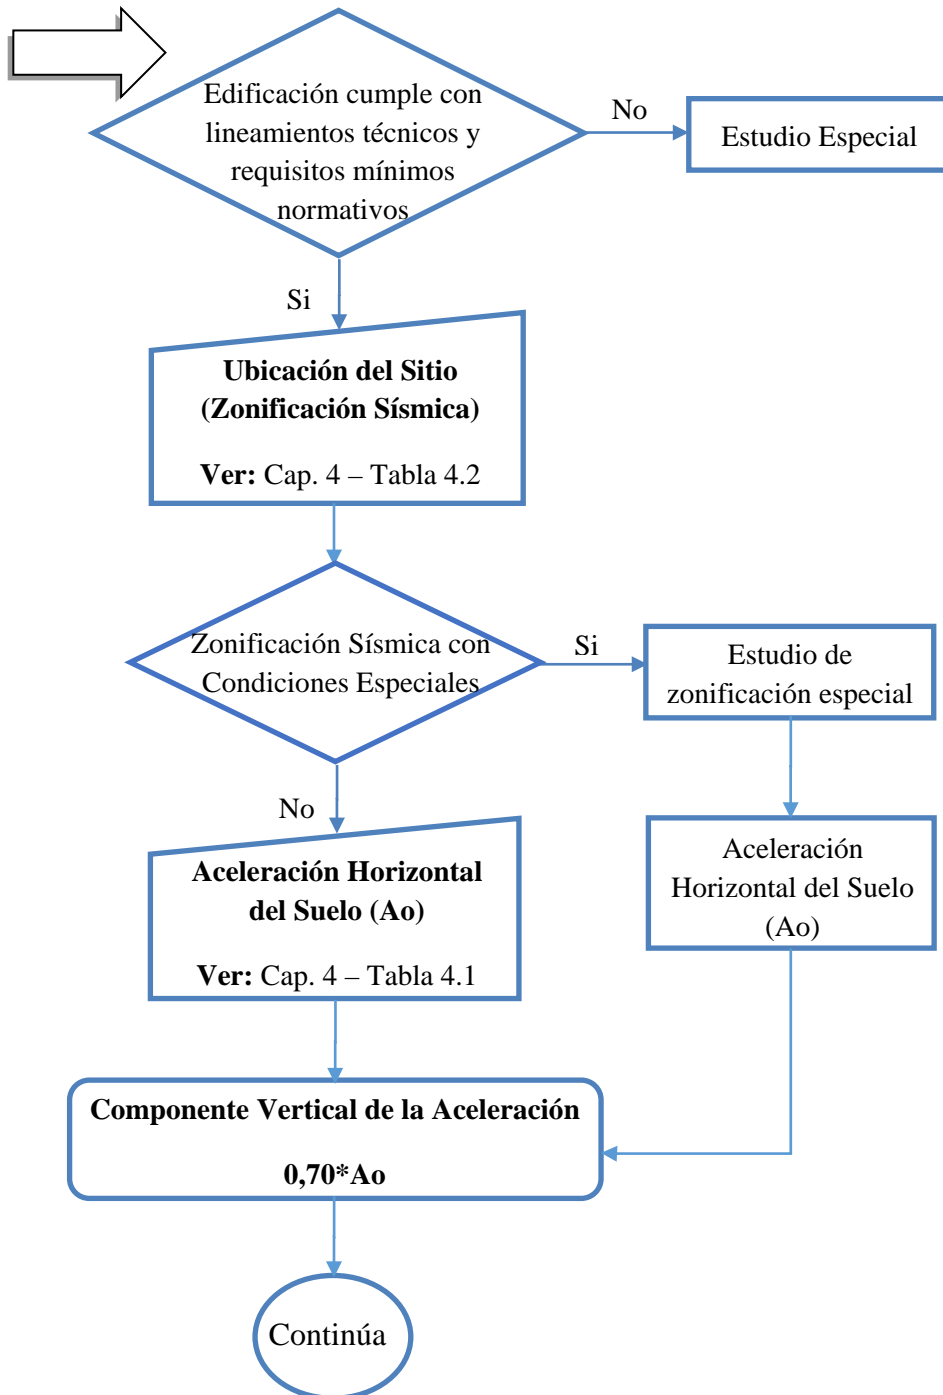 Edificación cumple con
lineamientos técnicos y
requisitos mínimos
normativos
No
Estudio Especial
Si
Ubicación del Sitio
(Zonificación Sísmica)
Ver: Cap. 4 – Tabla 4.2
Zonificación Sísmica con
Condiciones Especiales
Si
Estudio de
zonificación especial
No
Aceleración Horizontal
del Suelo (Ao)
Ver: Cap. 4 – Tabla 4.1
Aceleración
Horizontal del Suelo
(Ao)
Componente Vertical de la Aceleración
0,70*Ao
Continúa